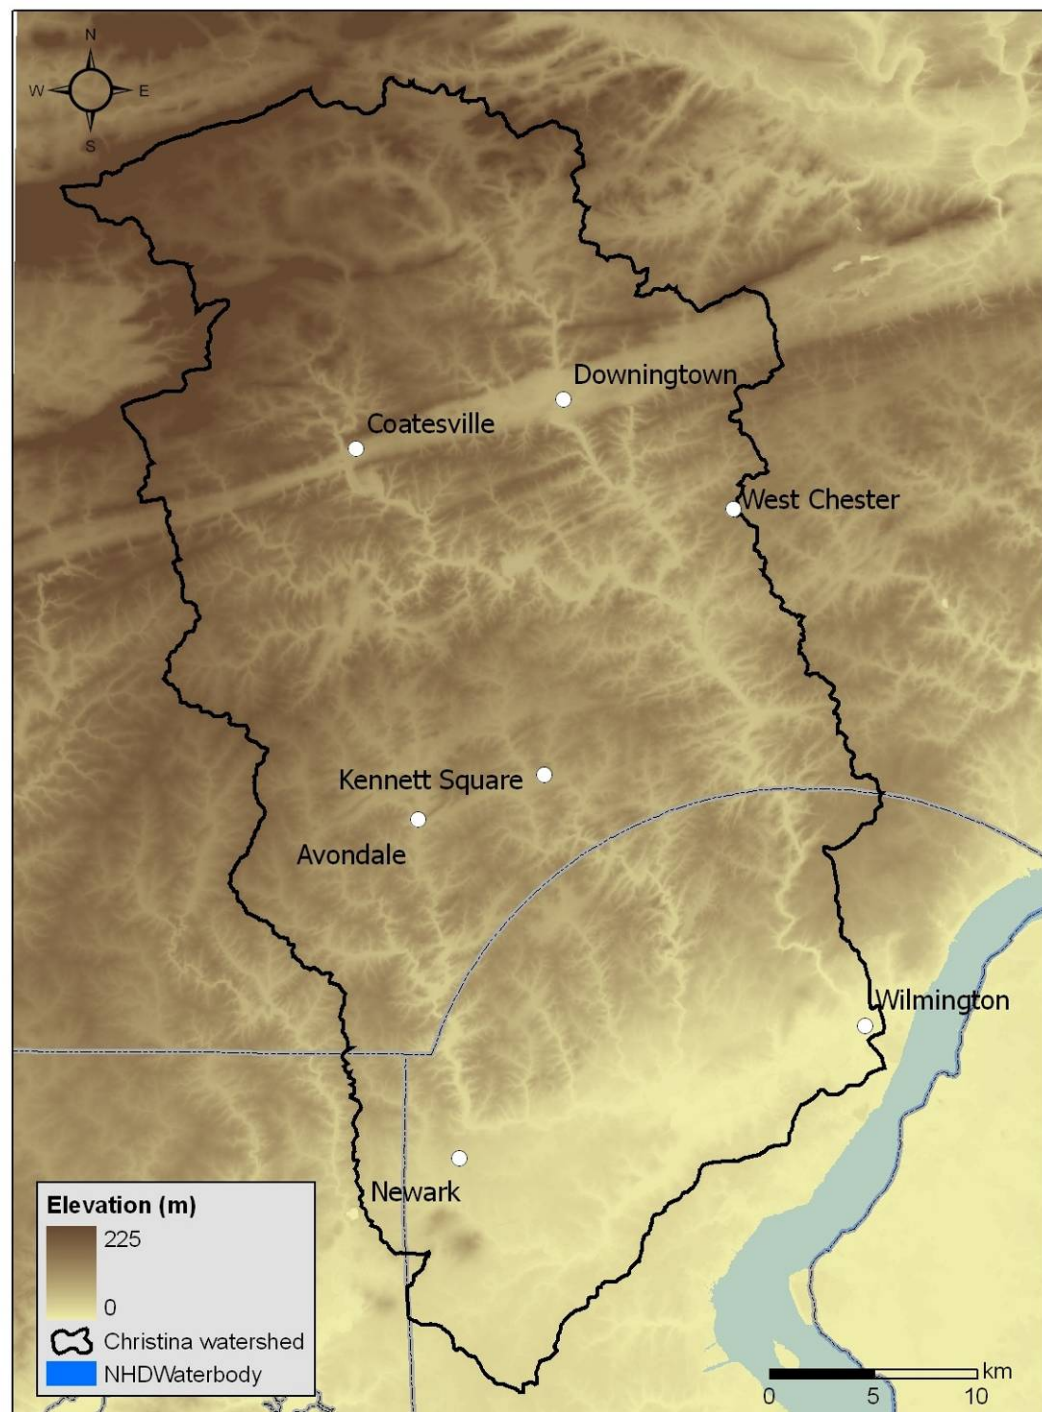 N
W E
S
Downingtown
Coatesville
West Chester
Kennett Square
Avondale
Wilmington
Newark
Elevation (m)
225
0
Christina watershed
NHDWaterbody
km
0 5 10